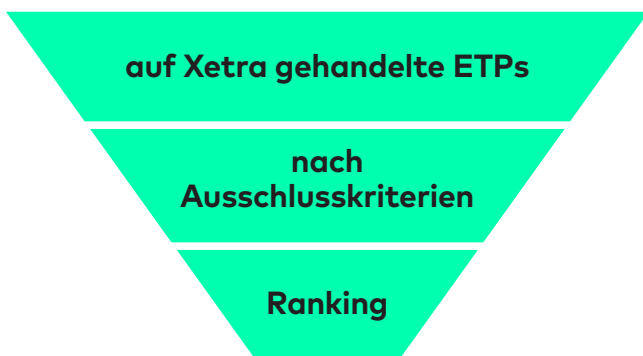 auf Xetra gehandelte ETPs
nach
Ausschlusskriterien
Ranking